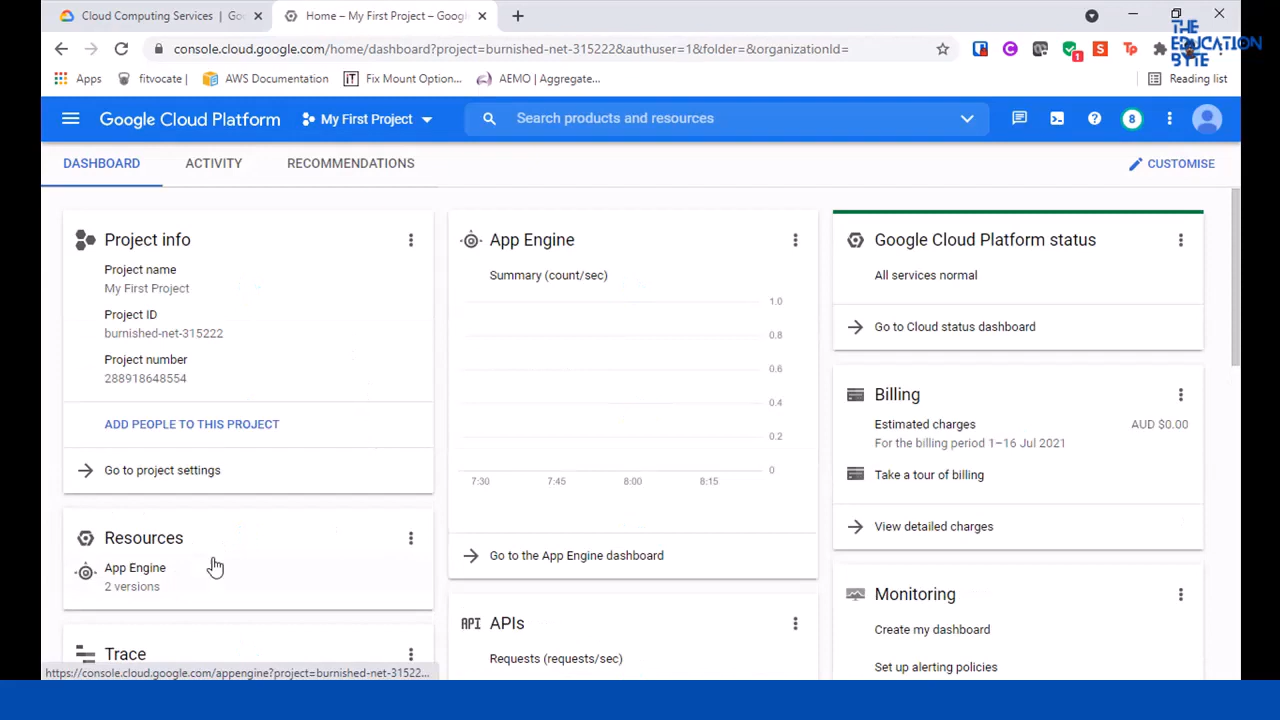 Cloud Computing Services | Go
Home – My First Project – Goog
console.cloud.google.com/home/dashboard?project=burnished-net-315222&authuser=1&folder=&organizationId=
THE EDUCATION BYTE
Apps
fitvocate |
AWS Documentation
Fix Mount Option...
AEMO | Aggregate...
Reading list
Google Cloud Platform
My First Project
Search products and resources
8
DASHBOARD
ACTIVITY
RECOMMENDATIONS
CUSTOMISE
Project info
Project name
My First Project
Project ID
burnished-net-315222
Project number
288918648554
ADD PEOPLE TO THIS PROJECT
Go to project settings
Resources
App Engine
2 versions
Trace
https://console.cloud.google.com/appengine?project=burnished-net-31522...
App Engine
Summary (count/sec)
1.0
0.8
0.6
0.4
0.2
0
7:30 7:45 8:00 8:15
Go to the App Engine dashboard
API APIs
Requests (requests/sec)
Google Cloud Platform status
All services normal
Go to Cloud status dashboard
Billing
Estimated charges AUD $0.00
For the billing period 1–16 Jul 2021
Take a tour of billing
View detailed charges
Monitoring
Create my dashboard
Set up alerting policies